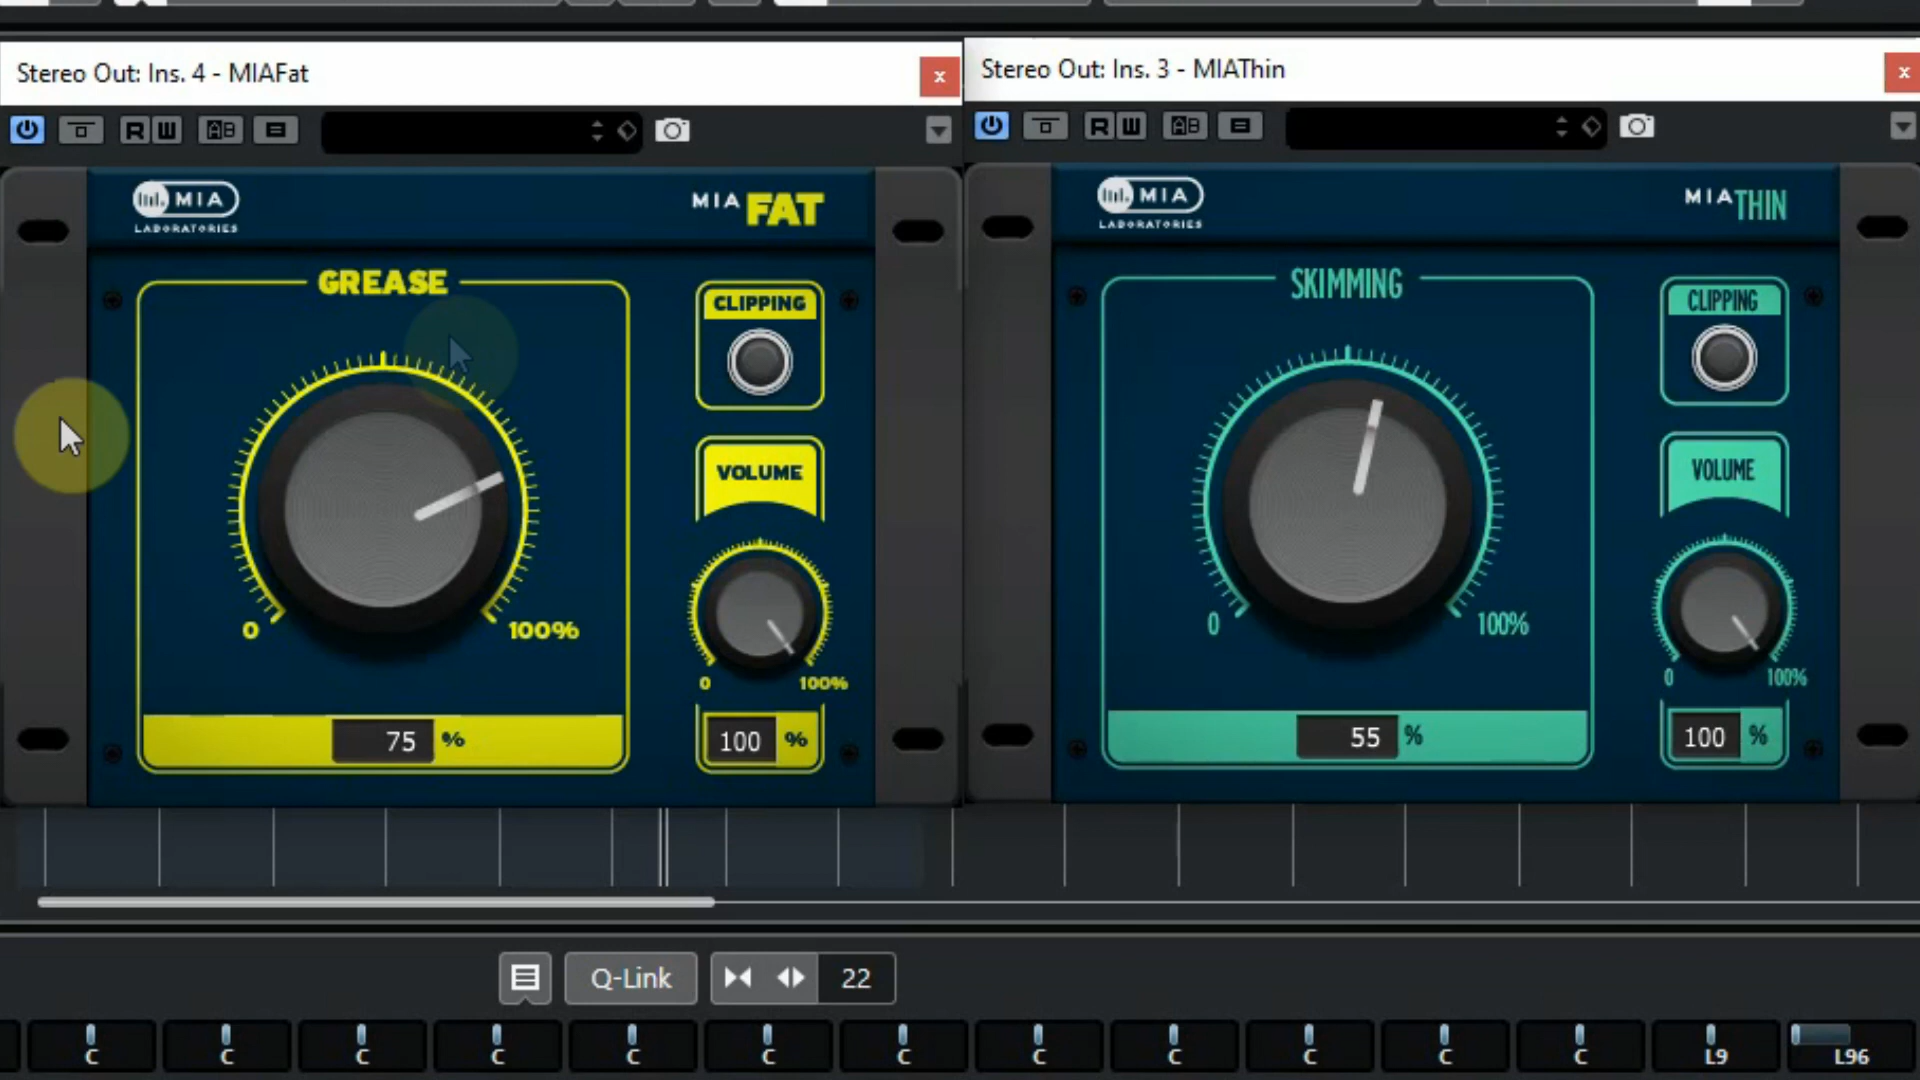 Stereo Out: Ins. 4 - MIAFat
x
R W
AB
MIA
LABORATORIES
MIA FAT
GREASE
CLIPPING
VOLUME
0
100%
0
100%
75 %
100 %
Stereo Out: Ins. 3 - MIAThin
x
R W
AB
MIA
LABORATORIES
MIA THIN
SKIMMING
CLIPPING
VOLUME
0
100%
0
100%
55 %
100 %
Q-Link
22
C C C C C C C C C C C C L9 L96